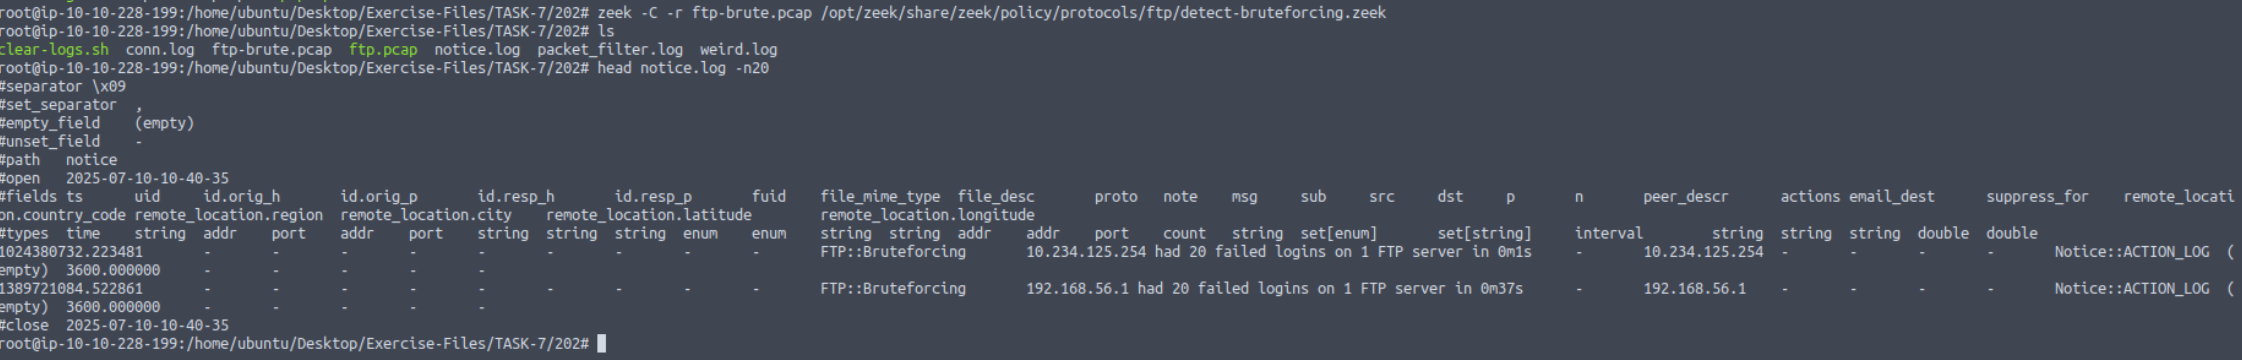 root@ip-10-10-228-199:/home/ubuntu/Desktop/Exercise-Files/TASK-7/202# zeek -C -r ftp-brute.pcap /opt/zeek/share/zeek/policy/protocols/ftp/detect-bruteforcing.zeek
root@ip-10-10-228-199:/home/ubuntu/Desktop/Exercise-Files/TASK-7/202# ls
clear-logs.sh  conn.log  ftp-brute.pcap  ftp.pcap  notice.log  packet_filter.log  weird.log
root@ip-10-10-228-199:/home/ubuntu/Desktop/Exercise-Files/TASK-7/202# head notice.log -n20
#separator \x09
#set_separator  ,
#empty_field    (empty)
#unset_field    -
#path   notice
#open   2025-07-10-10-40-35
#fields ts      uid     id.orig_h       id.orig_p       id.resp_h       id.resp_p       fuid    file_mime_type  file_desc       proto   note    msg     sub     src     dst     p       n       peer_descr      actions email_dest      suppress_for    remote_locati
on.country_code remote_location.region  remote_location.city    remote_location.latitude        remote_location.longitude
#types  time    string  addr    port    addr    port    string  string  string  enum    enum    string  string  addr    addr    port    count   string  set[enum]       set[string]     interval        string  string  string  double  double
1024380732.223481       -       -       -       -       -       -       -       -       -       FTP::Bruteforcing       10.234.125.254 had 20 failed logins on 1 FTP server in 0m1s     -       10.234.125.254  -       -       -       -       Notice::ACTION_LOG  (
empty)  3600.000000     -       -       -       -       -
1389721084.522861       -       -       -       -       -       -       -       -       -       FTP::Bruteforcing       192.168.56.1 had 20 failed logins on 1 FTP server in 0m37s      -       192.168.56.1    -       -       -       -       Notice::ACTION_LOG  (
empty)  3600.000000     -       -       -       -       -
#close  2025-07-10-10-40-35
root@ip-10-10-228-199:/home/ubuntu/Desktop/Exercise-Files/TASK-7/202#